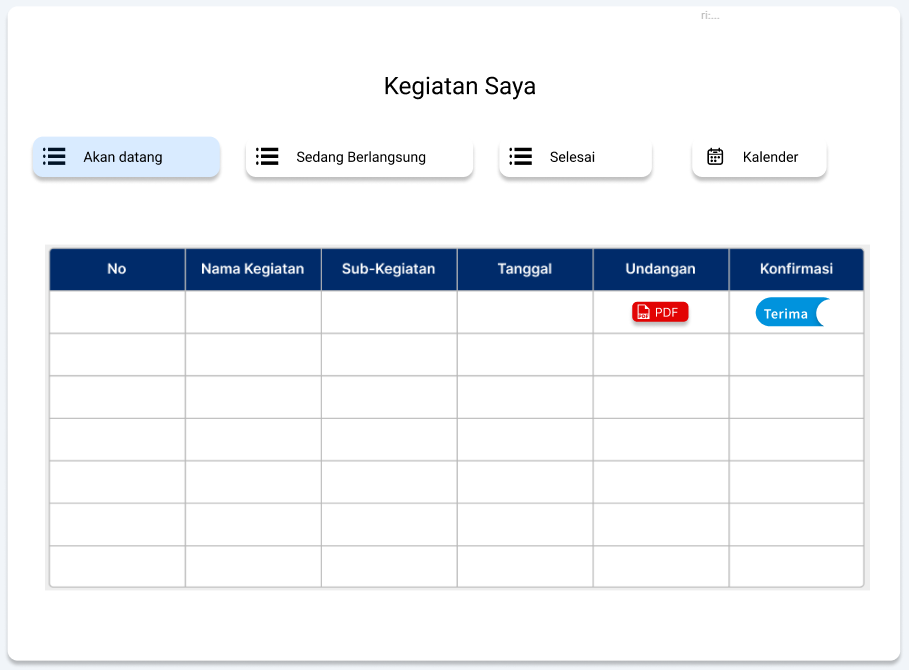 ri:...
Kegiatan Saya
Akan datang
Sedang Berlangsung
Selesai
Kalender
No Nama Kegiatan Sub-Kegiatan Tanggal Undangan Konfirmasi
PDF PDF Terima